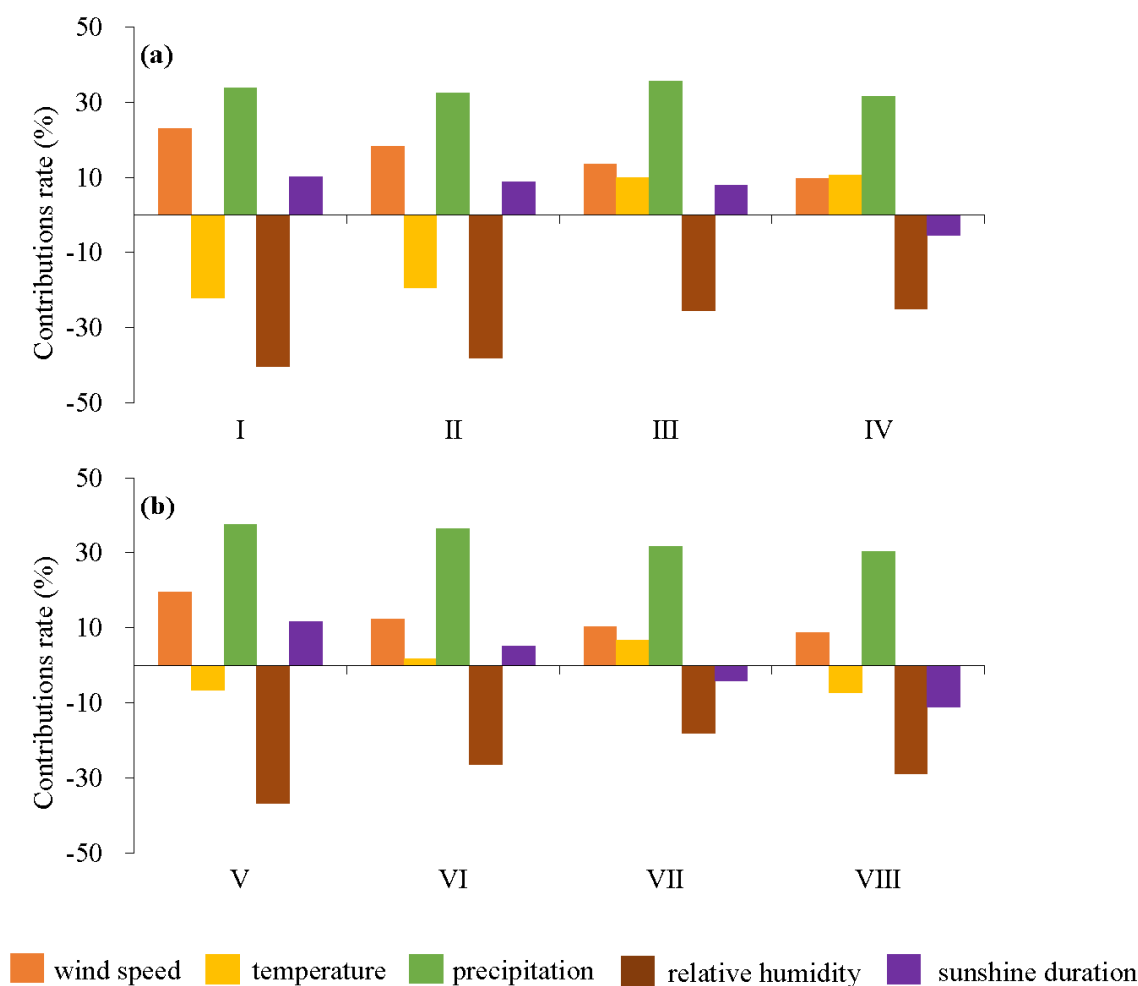 50
(a)
30
10
-10
-30
-50
Contributions rate (%)
I II III IV
50
(b)
30
10
-10
-30
-50
Contributions rate (%)
V VI VII VIII
wind speed temperature precipitation relative humidity sunshine duration